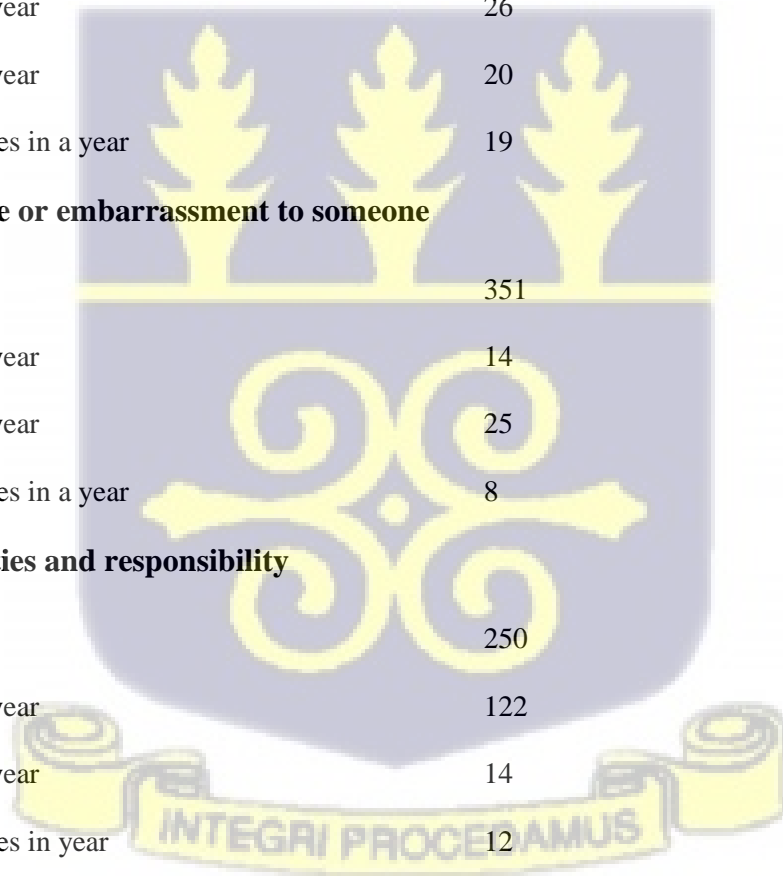 year 26
year 20
es in a year 19
e or embarrassment to someone
351
year 14
year 25
es in a year 8
ties and responsibility
250
year 122
year 14
es in year 12
INTEGRI PROCEDAMUS